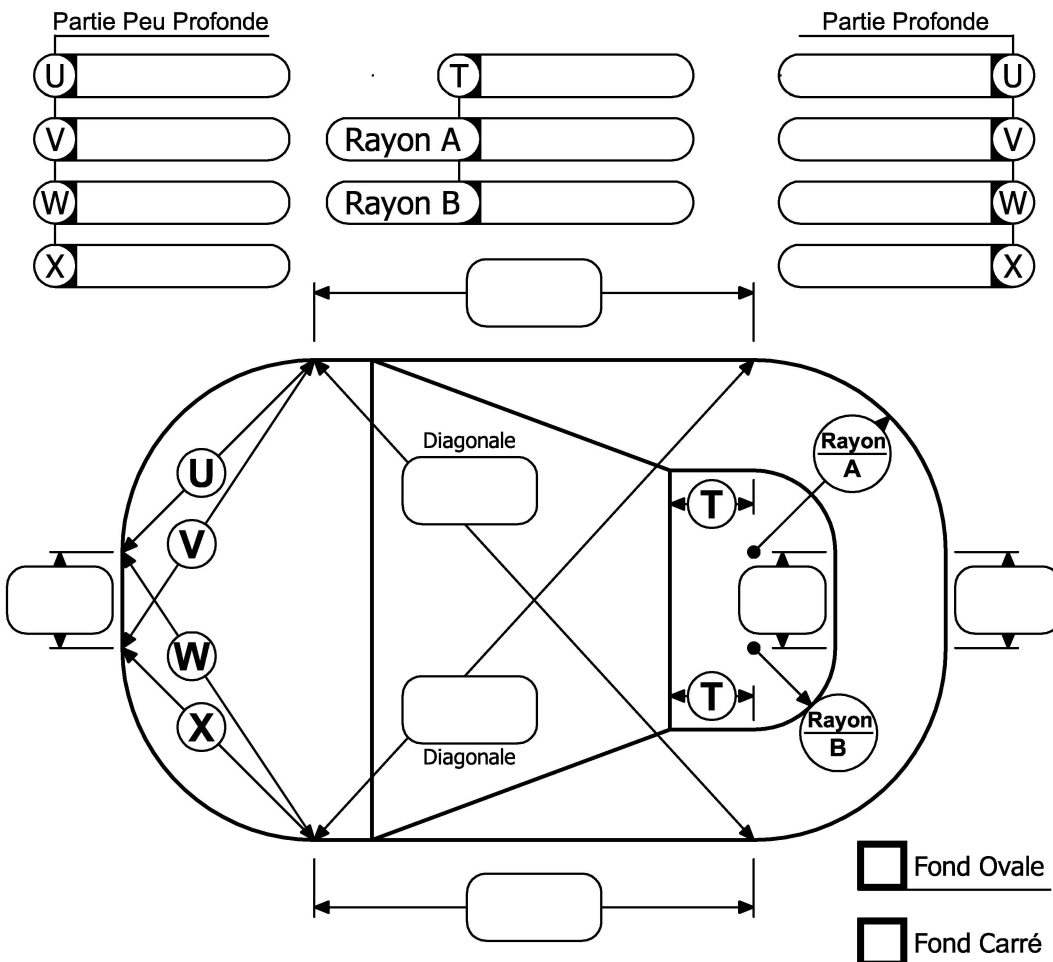 Partie Peu Profonde
Partie Profonde
U
T
U
V
Rayon A
V
W
Rayon B
W
X
X
Diagonale
Rayon
A
U
T
V
W
T
X
Rayon
B
Diagonale
Fond Ovale
Fond Carré